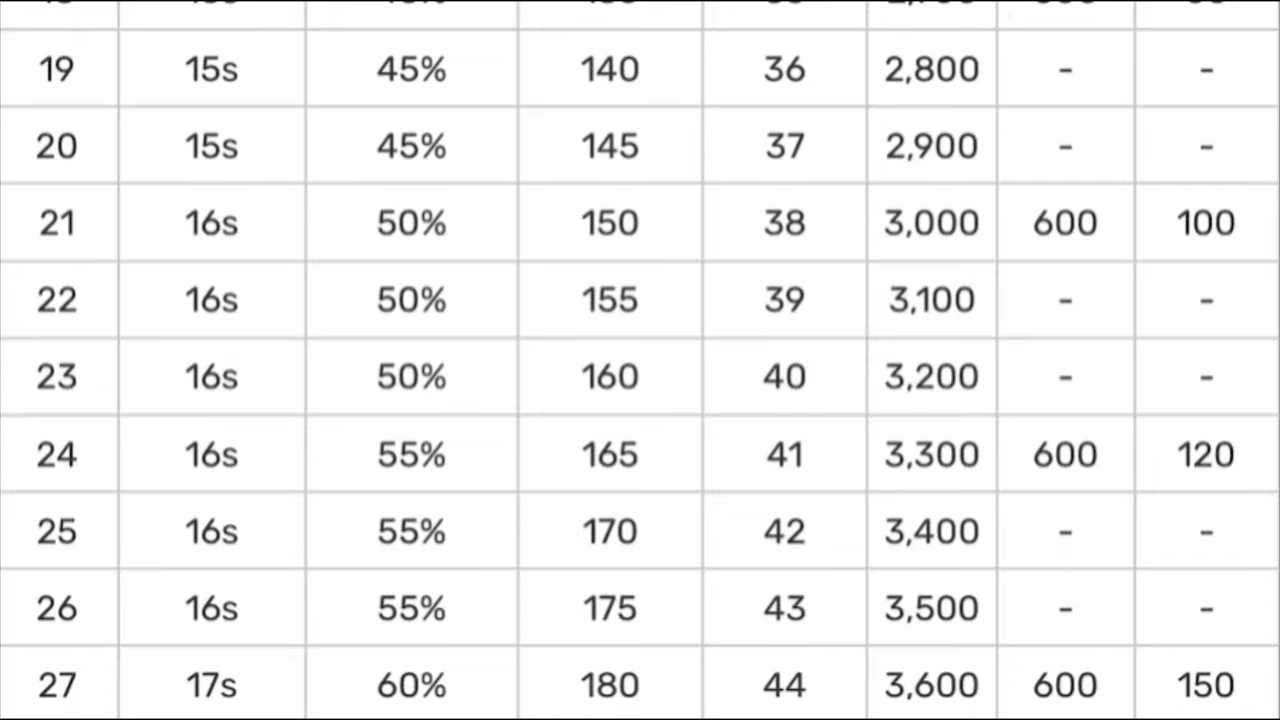 19 15s 45% 140 36 2,800 - -
20 15s 45% 145 37 2,900 - -
21 16s 50% 150 38 3,000 600 100
22 16s 50% 155 39 3,100 - -
23 16s 50% 160 40 3,200 - -
24 16s 55% 165 41 3,300 600 120
25 16s 55% 170 42 3,400 - -
26 16s 55% 175 43 3,500 - -
27 17s 60% 180 44 3,600 600 150